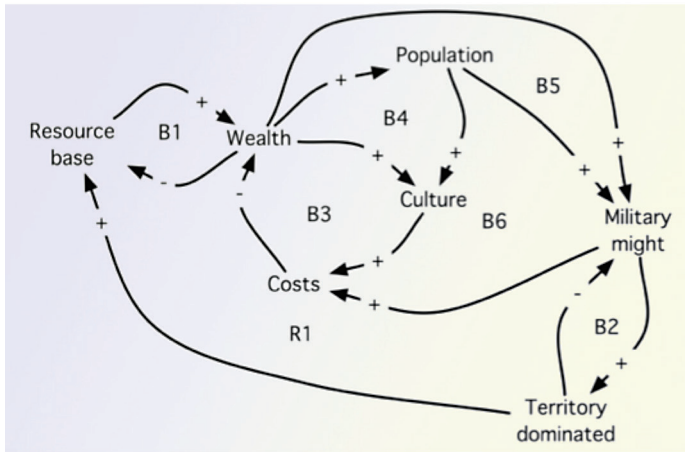 Population
B5
+
+
B1
Resource
base
Wealth
B4
+
+
+
+
-
-
Culture
B3
B6
Military
might
+
+
Costs
+
-
R1
B2
+
Territory
dominated